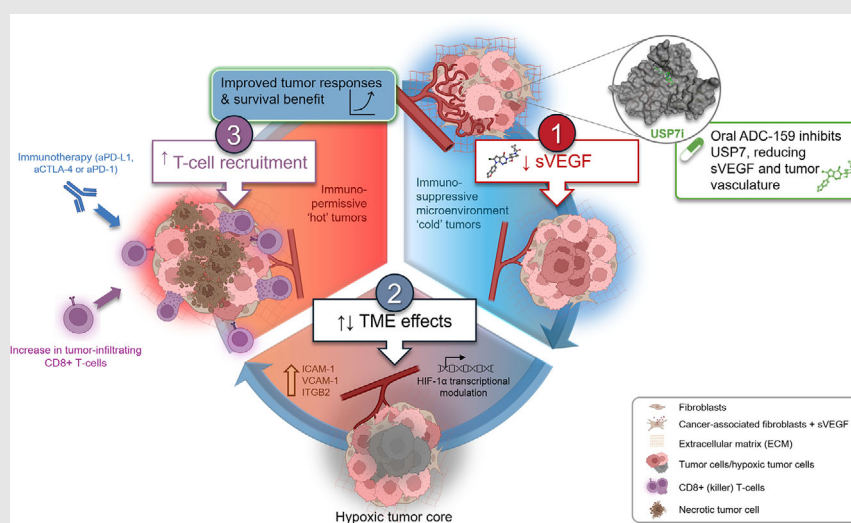 Improved tumor responses
& survival benefit
3
↑ T-cell recruitment
Immunotherapy (aPD-L1,
aCTLA-4 or aPD-1)
Immuno-
permissive
'hot' tumors
Increase in tumor-infiltrating
CD8+ T-cells
1
↓ sVEGF
Immuno-
suppressive
microenvironment
'cold' tumors
USP7i
Oral ADC-159 inhibits
USP7, reducing
sVEGF and tumor
vasculature
2
↑↓ TME effects
ICAM-1
VCAM-1
ITGB2
HIF-1α transcriptional
modulation
Hypoxic tumor core
Fibroblasts
Cancer-associated fibroblasts + sVEGF
Extracellular matrix (ECM)
Tumor cells/hypoxic tumor cells
CD8+ (killer) T-cells
Necrotic tumor cell